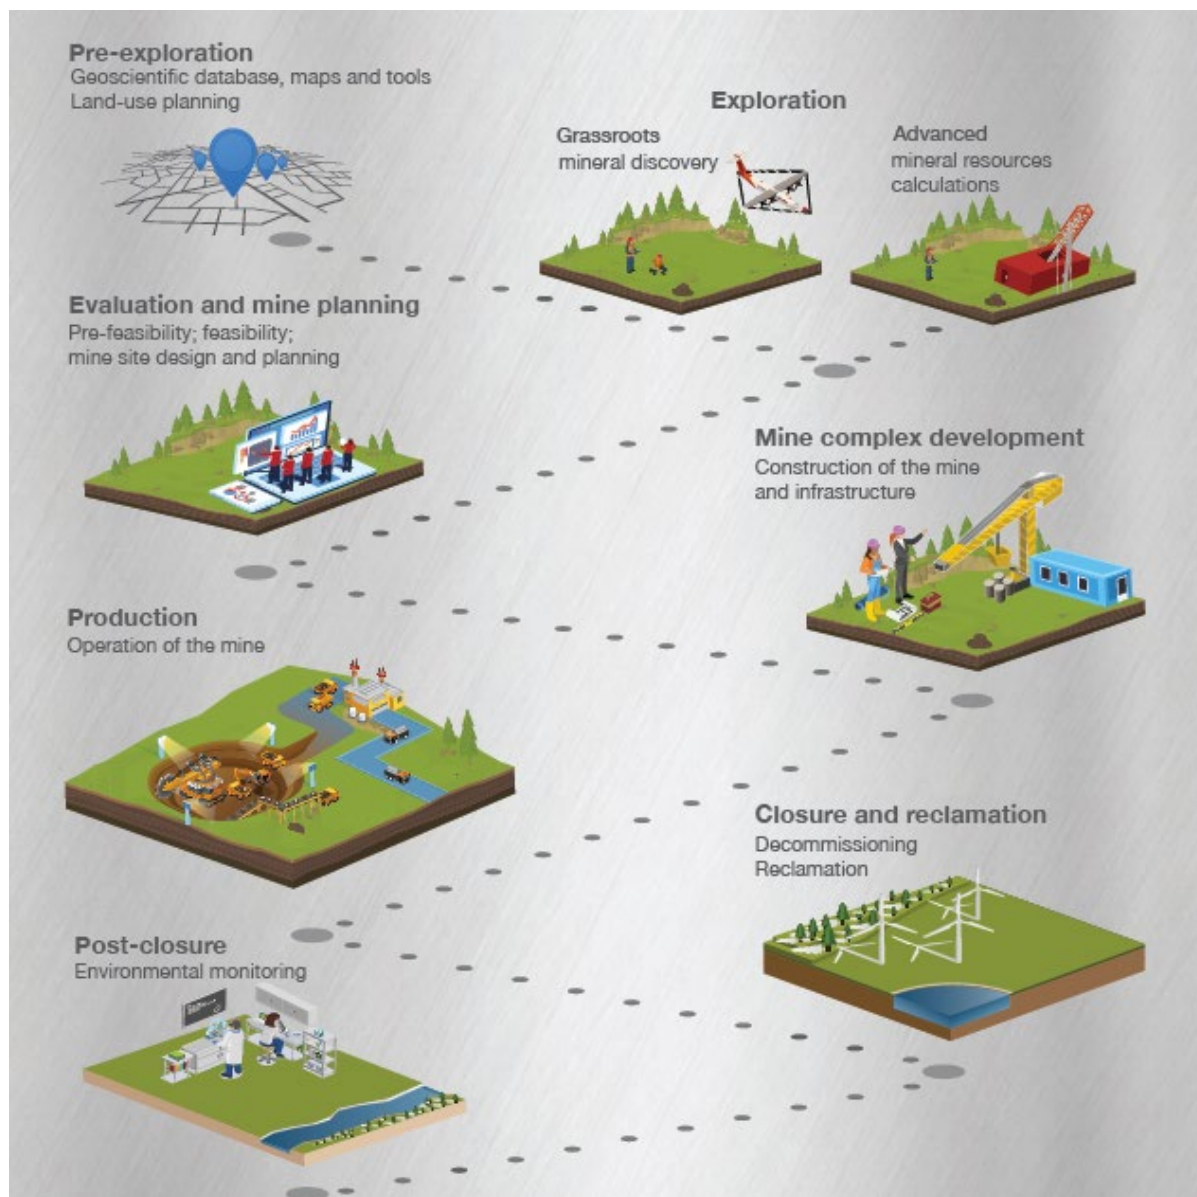 Pre-exploration
Geoscientific database, maps and tools
Land-use planning
Exploration
Grassroots
mineral discovery
Advanced
mineral resources
calculations
Evaluation and mine planning
Pre-feasibility; feasibility;
mine site design and planning
Mine complex development
Construction of the mine
and infrastructure
Production
Operation of the mine
Closure and reclamation
Decommissioning
Reclamation
Post-closure
Environmental monitoring